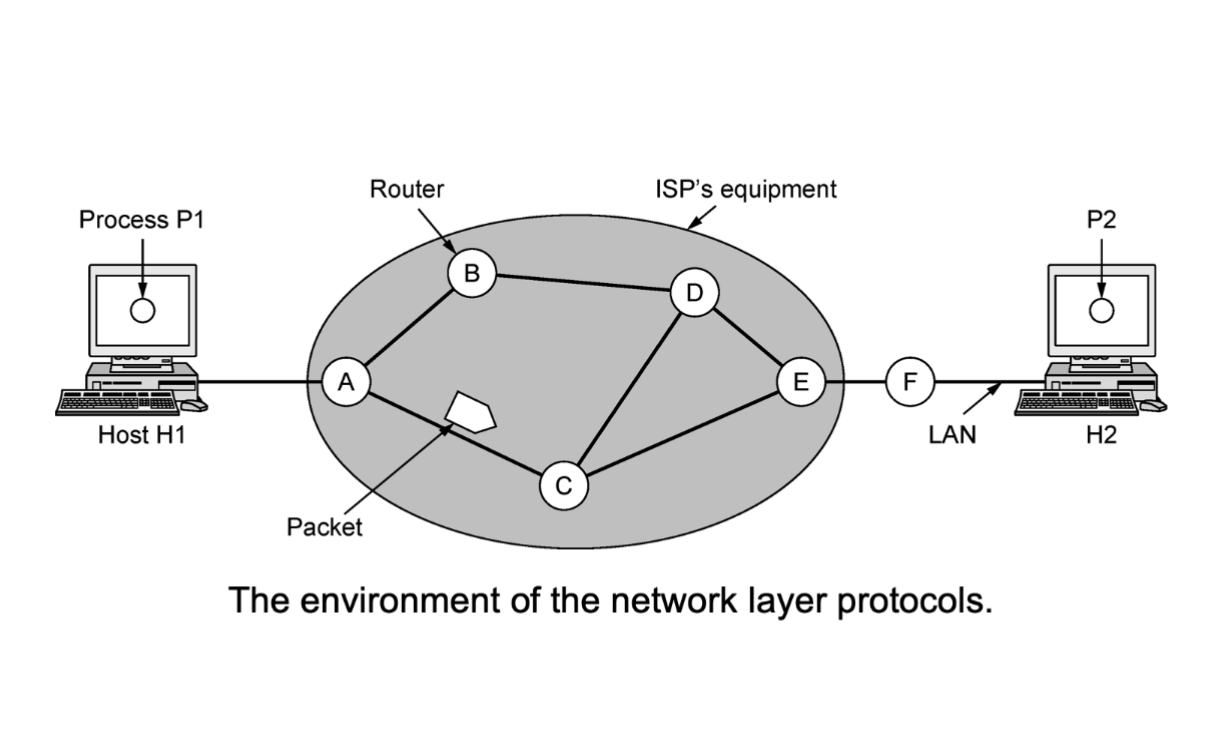 Router
ISP's equipment
Process P1
P2
B
D
A
E
F
C
Host H1
LAN
H2
Packet
The environment of the network layer protocols.